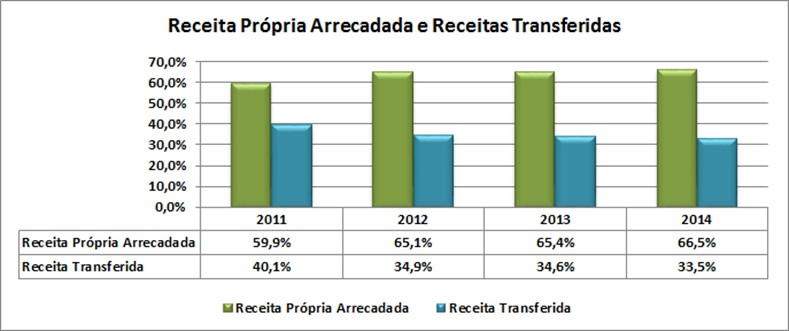 Receita Própria Arrecadada e Receitas Transferidas
70,0%
60,0%
50,0%
40,0%
30,0%
20,0%
10,0%
0,0%
2011 2012 2013 2014
Receita Própria Arrecadada 59,9% 65,1% 65,4% 66,5%
Receita Transferida 40,1% 34,9% 34,6% 33,5%
Receita Própria Arrecadada Receita Transferida